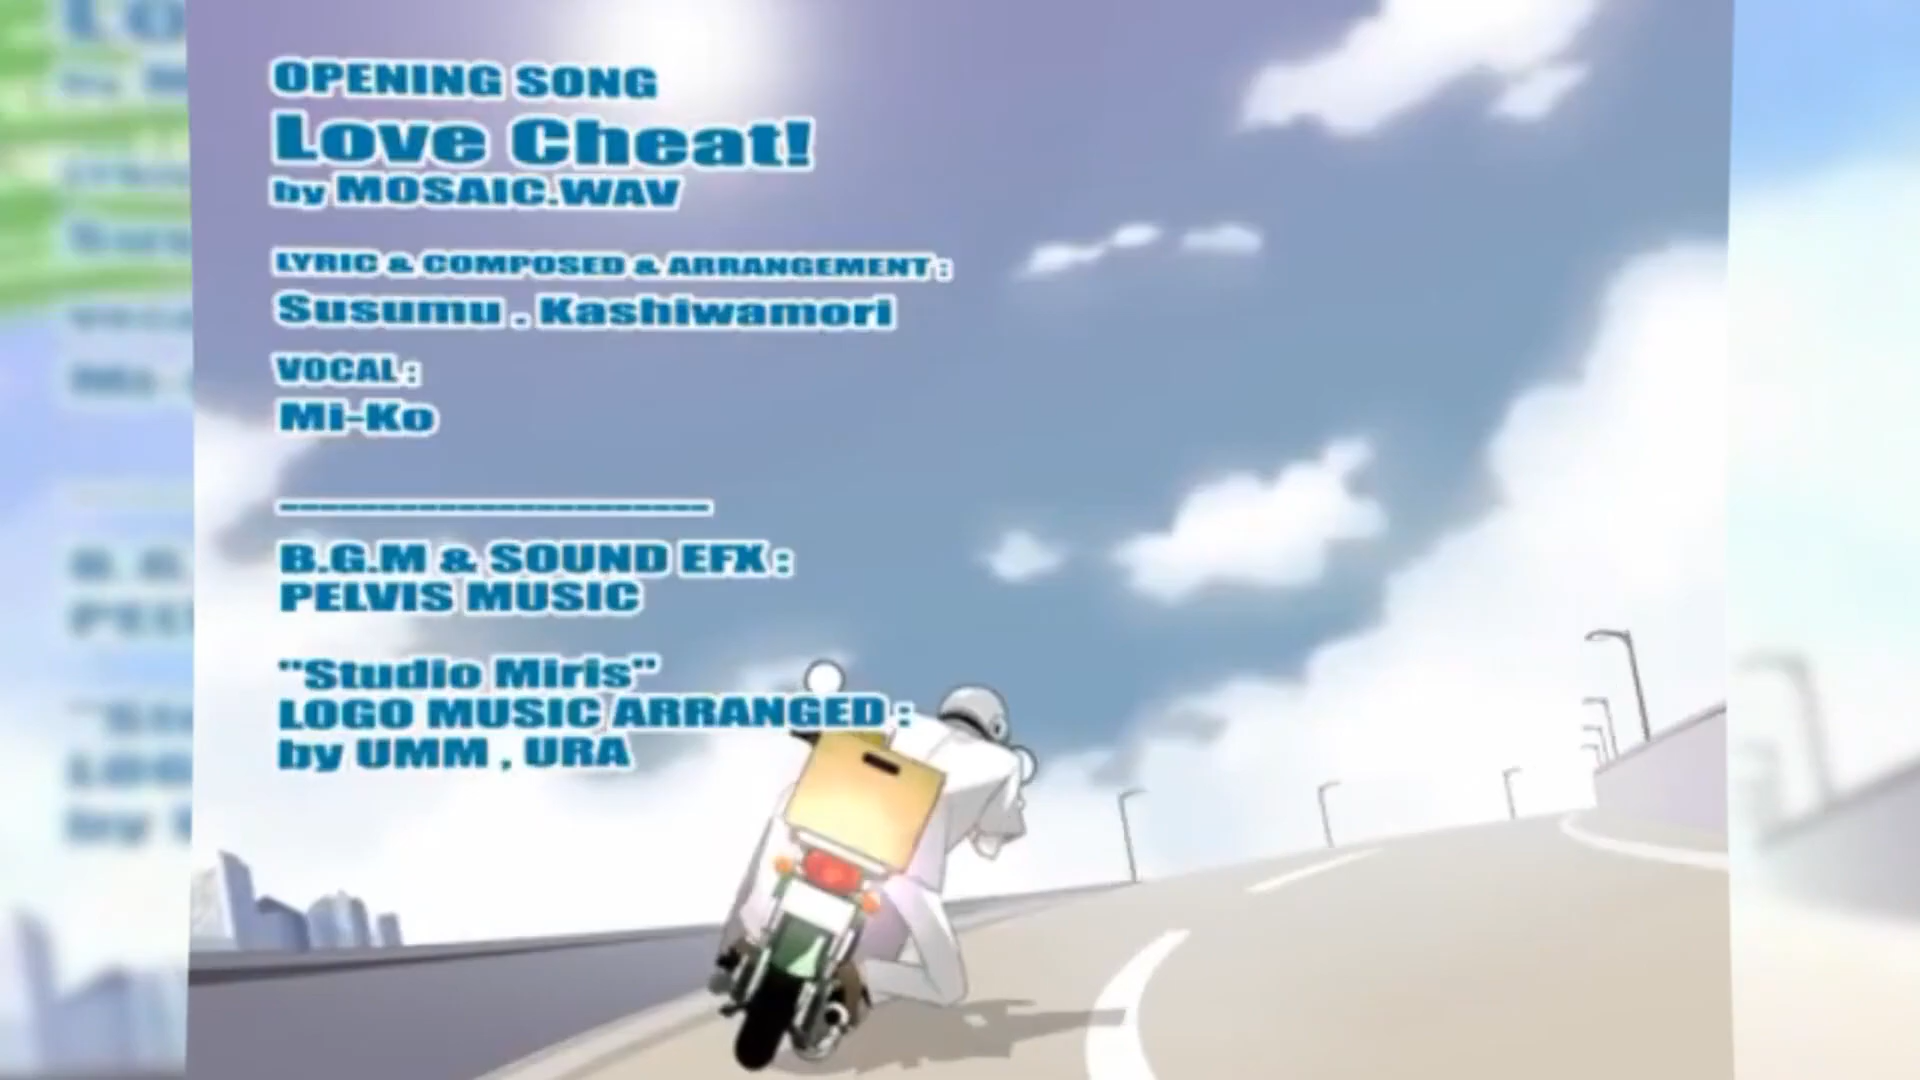 OPENING SONG
Love Cheat!
by MOSAIC.WAV
LYRIC & COMPOSED & ARRANGEMENT :
Susumu . Kashiwamori
VOCAL :
Mi-Ko
----------------------
B.G.M & SOUND EFX :
PELVIS MUSIC
"Studio Miris"
LOGO MUSIC ARRANGED :
by UMM , URA